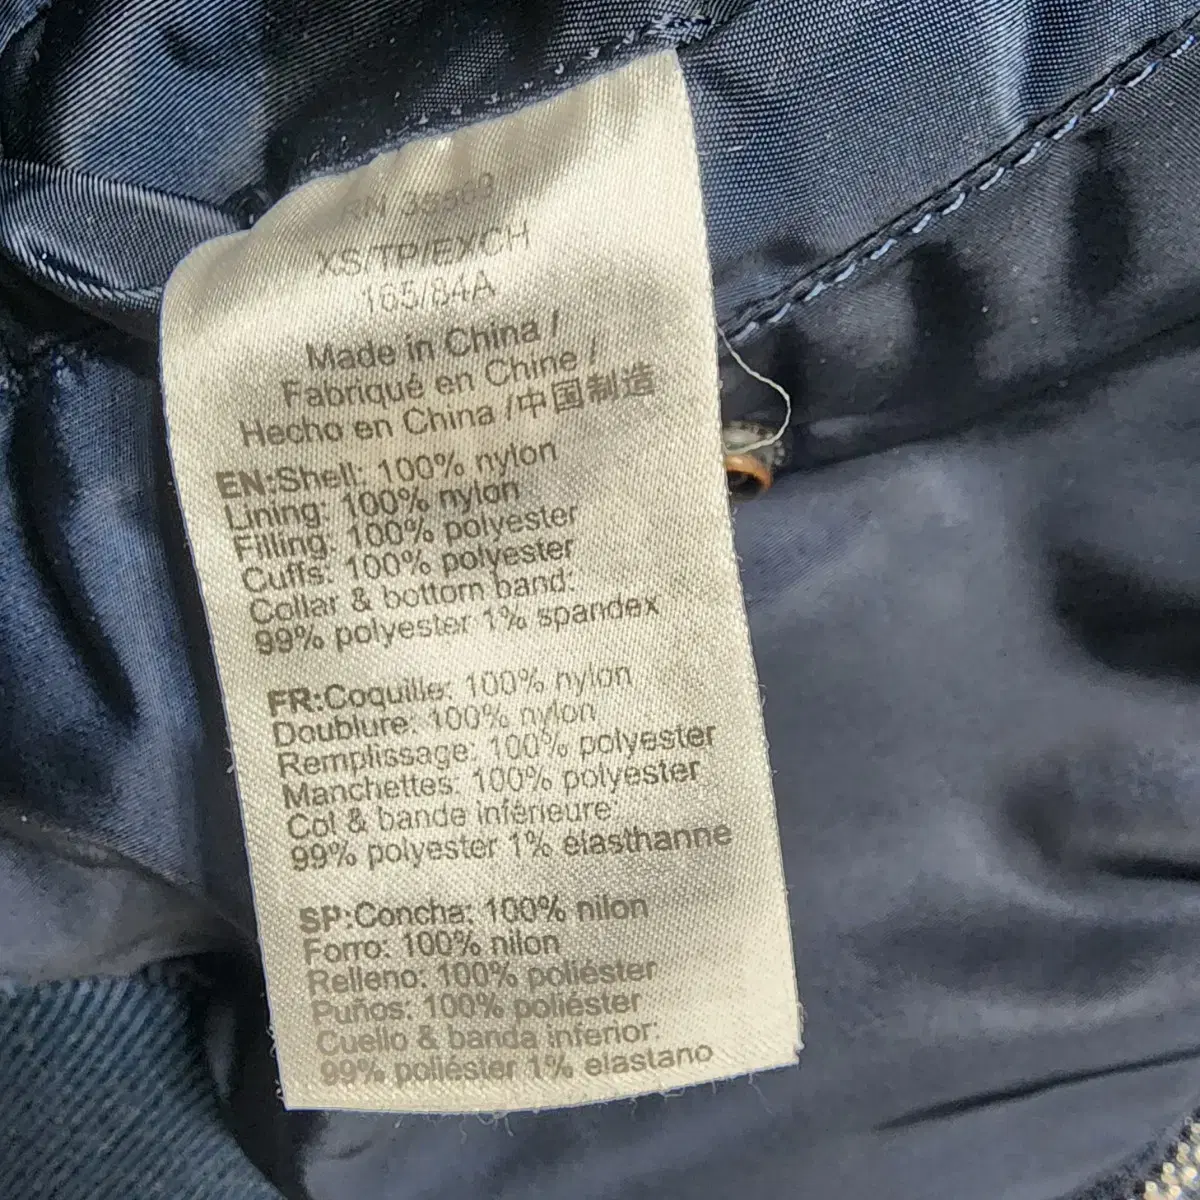 RN
XS/TP/EXCH
165/84A
Made in China /
Fabriqué en Chine /
Hecho en China /中国制造
EN:Shell: 100% nylon
Lining: 100% nylon
Filling: 100% polyester
Cuffs: 100% polyester
Collar & bottom band:
99% polyester 1% spandex
FR:Coquille: 100% nylon
Doublure: 100% nylon
Remplissage: 100% polyester
Manchettes: 100% polyester
Col & bande inférieure:
99% polyester 1% élasthanne
SP:Concha: 100% nilon
Forro: 100% nilon
Relleno: 100% poliéster
Puños: 100% poliéster
Cuello & banda inferior:
99% poliéster 1% elastano